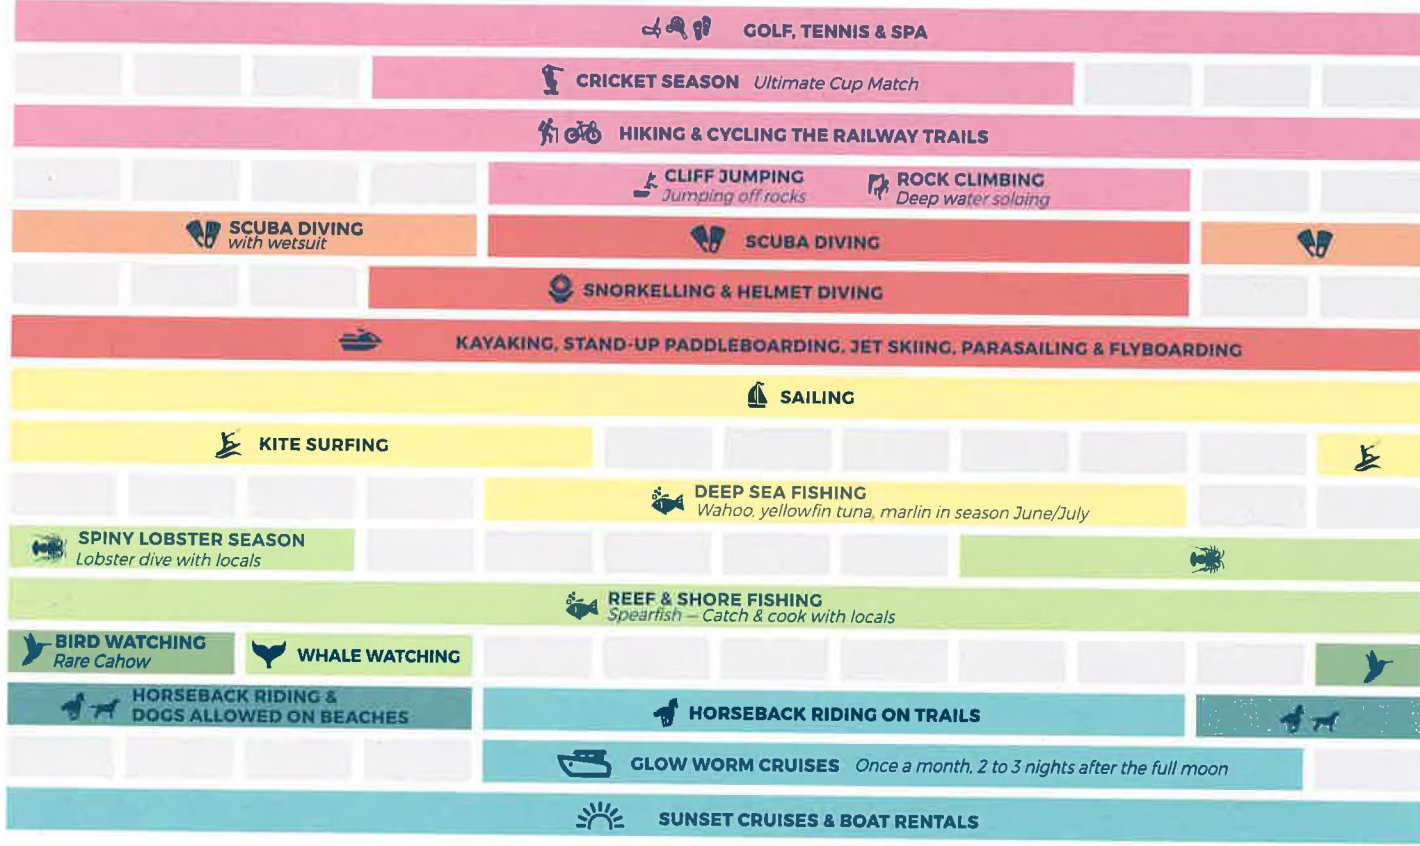 GOLF, TENNIS & SPA
CRICKET SEASON Ultimate Cup Match
HIKING & CYCLING THE RAILWAY TRAILS
CLIFF JUMPING
Jumping off rocks
ROCK CLIMBING
Deep water soloing
SCUBA DIVING
with wetsuit
SCUBA DIVING
SNORKELLING & HELMET DIVING
KAYAKING, STAND-UP PADDLEBOARDING, JET SKIING, PARASAILING & FLYBOARDING
SAILING
KITE SURFING
DEEP SEA FISHING
Wahoo, yellowfin tuna, marlin in season June/July
SPINY LOBSTER SEASON
Lobster dive with locals
REEF & SHORE FISHING
Spearfish – Catch & cook with locals
BIRD WATCHING
Rare Cahow
WHALE WATCHING
HORSEBACK RIDING &
DOGS ALLOWED ON BEACHES
HORSEBACK RIDING ON TRAILS
GLOW WORM CRUISES Once a month, 2 to 3 nights after the full moon
SUNSET CRUISES & BOAT RENTALS